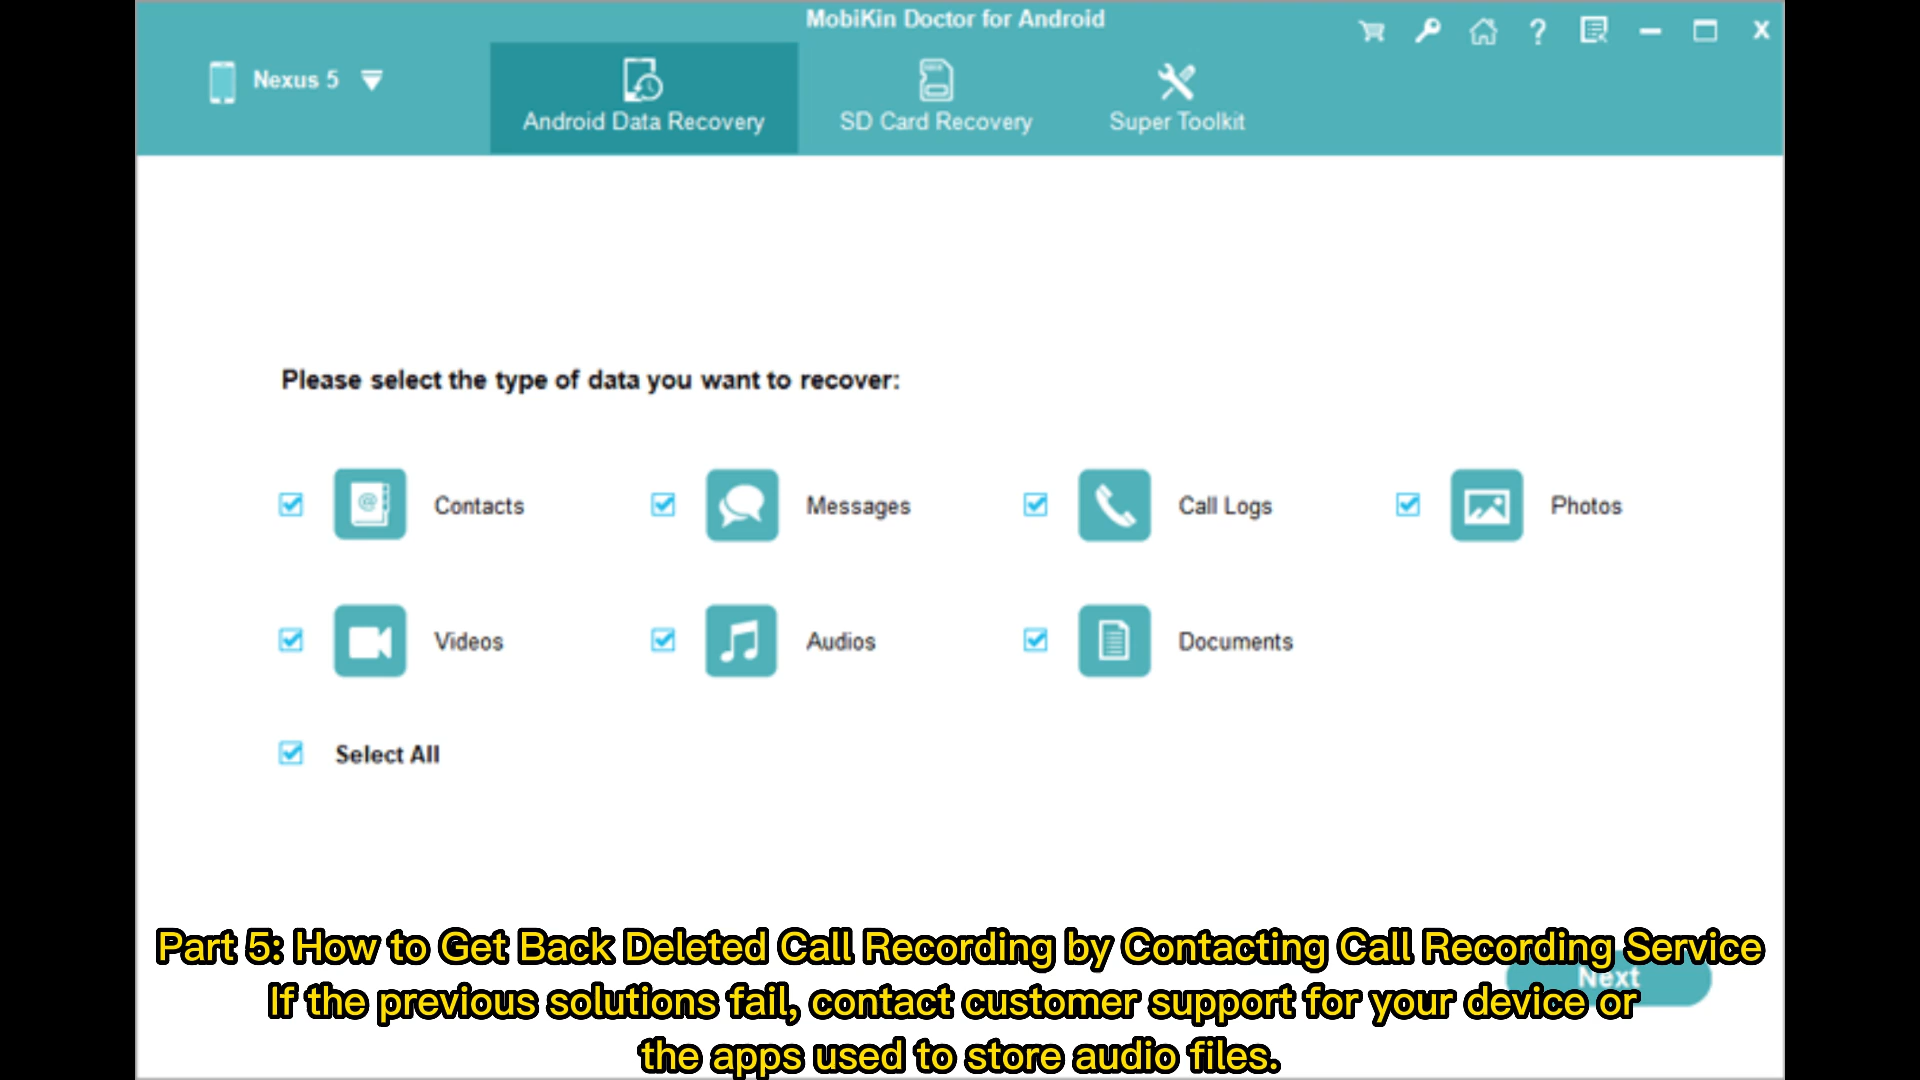 MobiKin Doctor for Android
Nexus 5
Android Data Recovery
SD Card Recovery
Super Toolkit
Please select the type of data you want to recover:
Contacts
Messages
Call Logs
Photos
Videos
Audios
Documents
Select All
Next
Part 5: How to Get Back Deleted Call Recording by Contacting Call Recording Service
If the previous solutions fail, contact customer support for your device or
the apps used to store audio files.